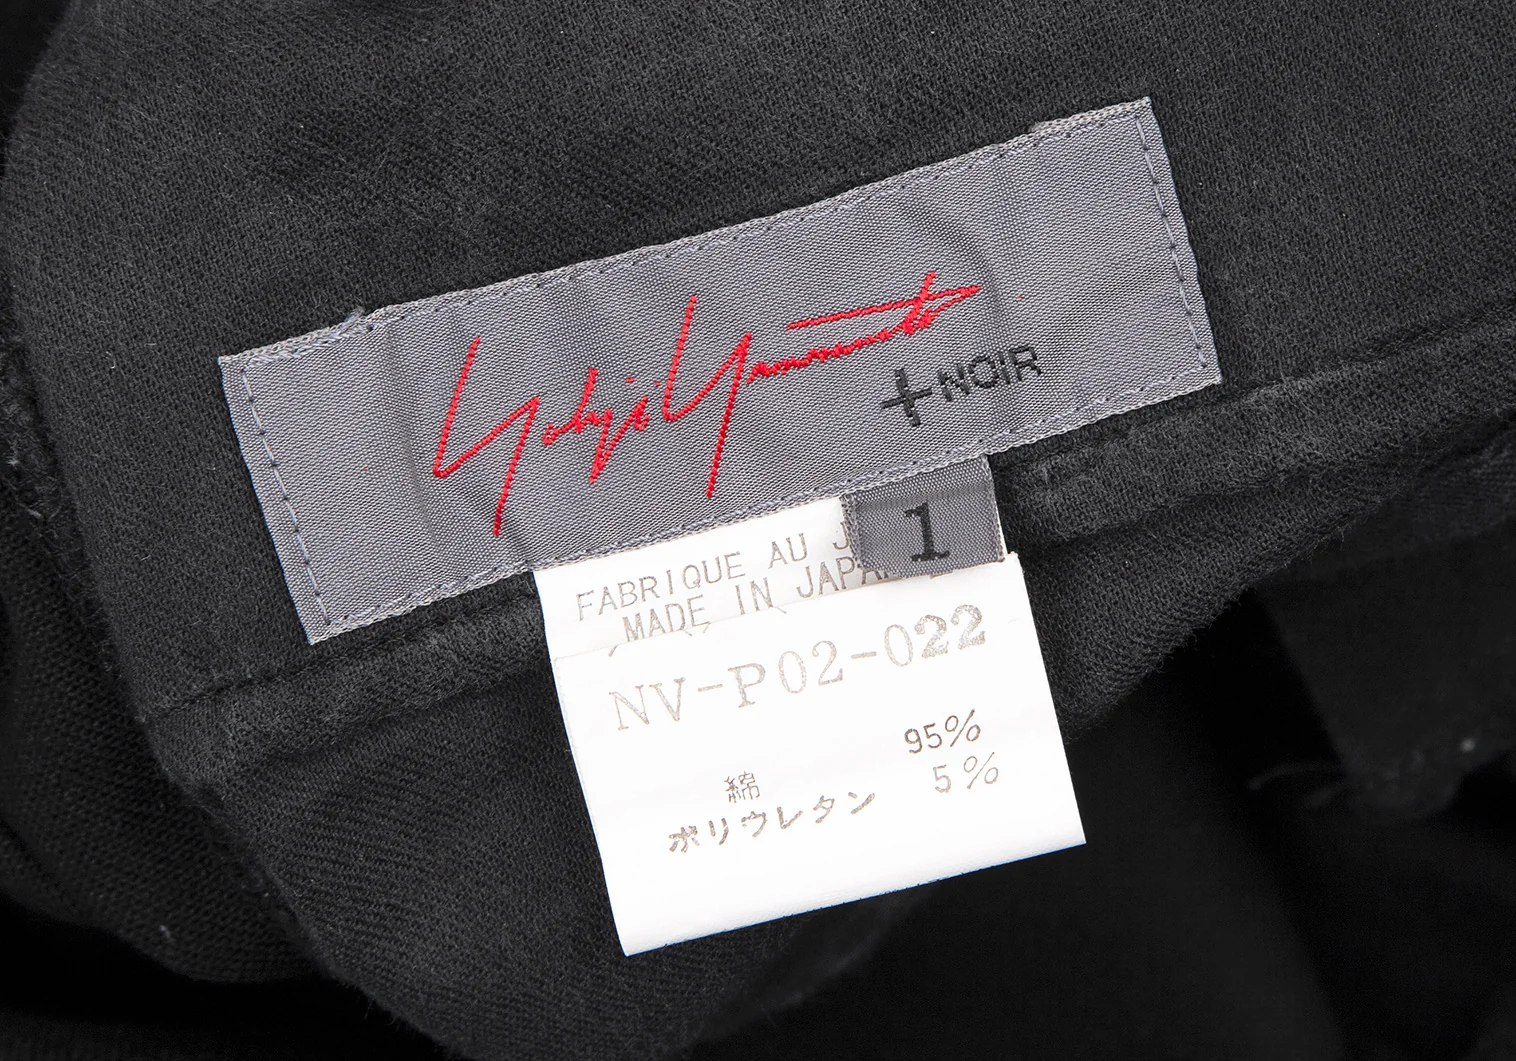 Yohji Yamamoto
+NOIR
1
FABRIQUE AU J
MADE IN JAPAN
NV-P02-022
綿 95%
ポリウレタン 5%